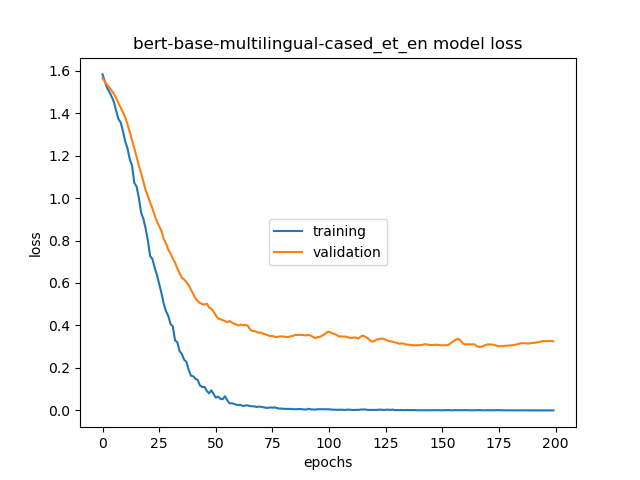 bert-base-multilingual-cased_et_en model loss
1.6
1.4
1.2
1.0
0.8
0.6
0.4
0.2
0.0
loss
training
validation
0 25 50 75 100 125 150 175 200
epochs